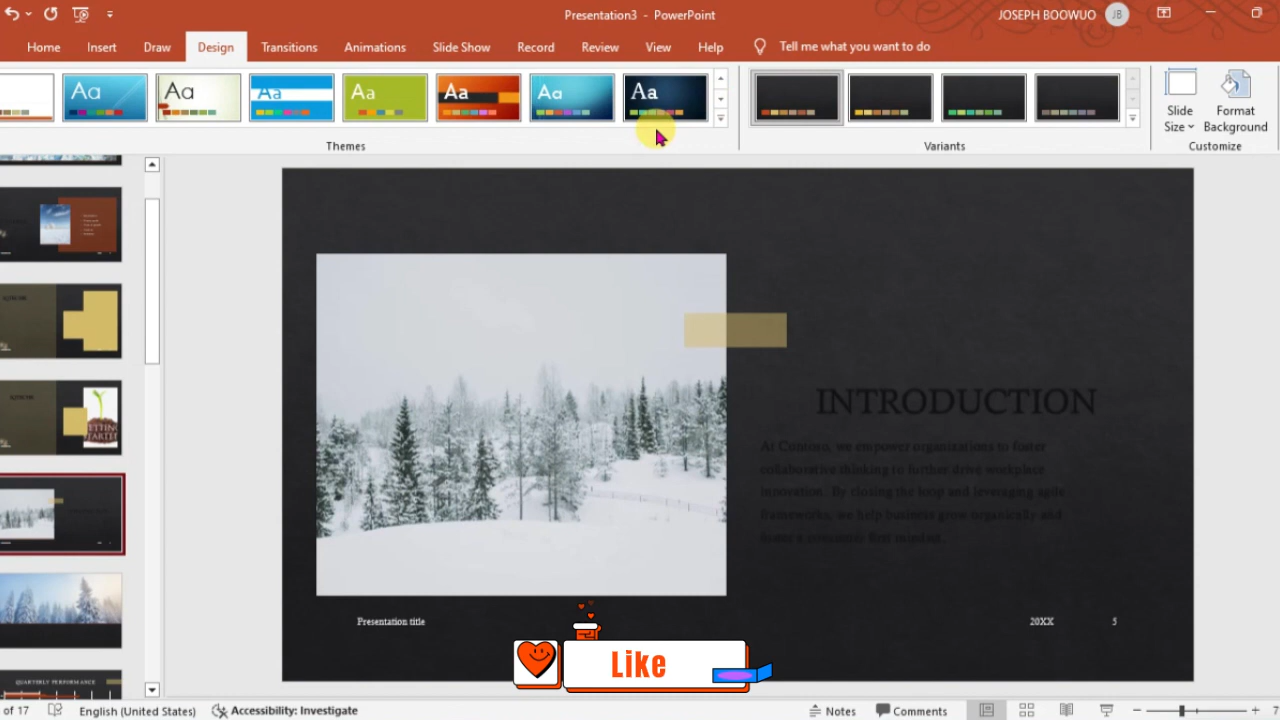 Presentation3 - PowerPoint
JOSEPH BOOWUO JB
Home Insert Draw Design Transitions Animations Slide Show Record Review View Help Tell me what you want to do
Aa Aa Aa Aa Aa Aa Aa
Slide Size
Format Background
Themes Variants Customize
INTRODUCTION
At Contoso, we empower organizations to foster
collaborative thinking to further drive workplace
innovation. By closing the loop and leveraging agile
frameworks, we help business grow organically and
foster a consumer first mindset.
Presentation title 20XX 5
Like
QUARTERLY PERFORMANCE
of 17 English (United States) Accessibility: Investigate Notes Comments 7